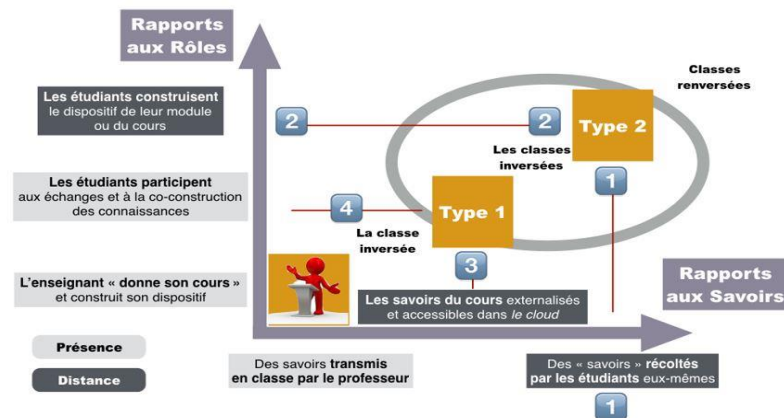 Rapports
aux Rôles
Classes
renversées
Les étudiants construisent
le dispositif de leur module
ou du cours
2
2
Type 2
Les classes
inversées
1
Les étudiants participent
aux échanges et à la co-construction
des connaissances
4
Type 1
La classe
inversée
3
L'enseignant « donne son cours »
et construit son dispositif
Les savoirs du cours externalisés
et accessibles dans le cloud
Rapports
aux Savoirs
Présence
Distance
Des savoirs transmis
en classe par le professeur
Des « savoirs » récoltés
par les étudiants eux-mêmes
1